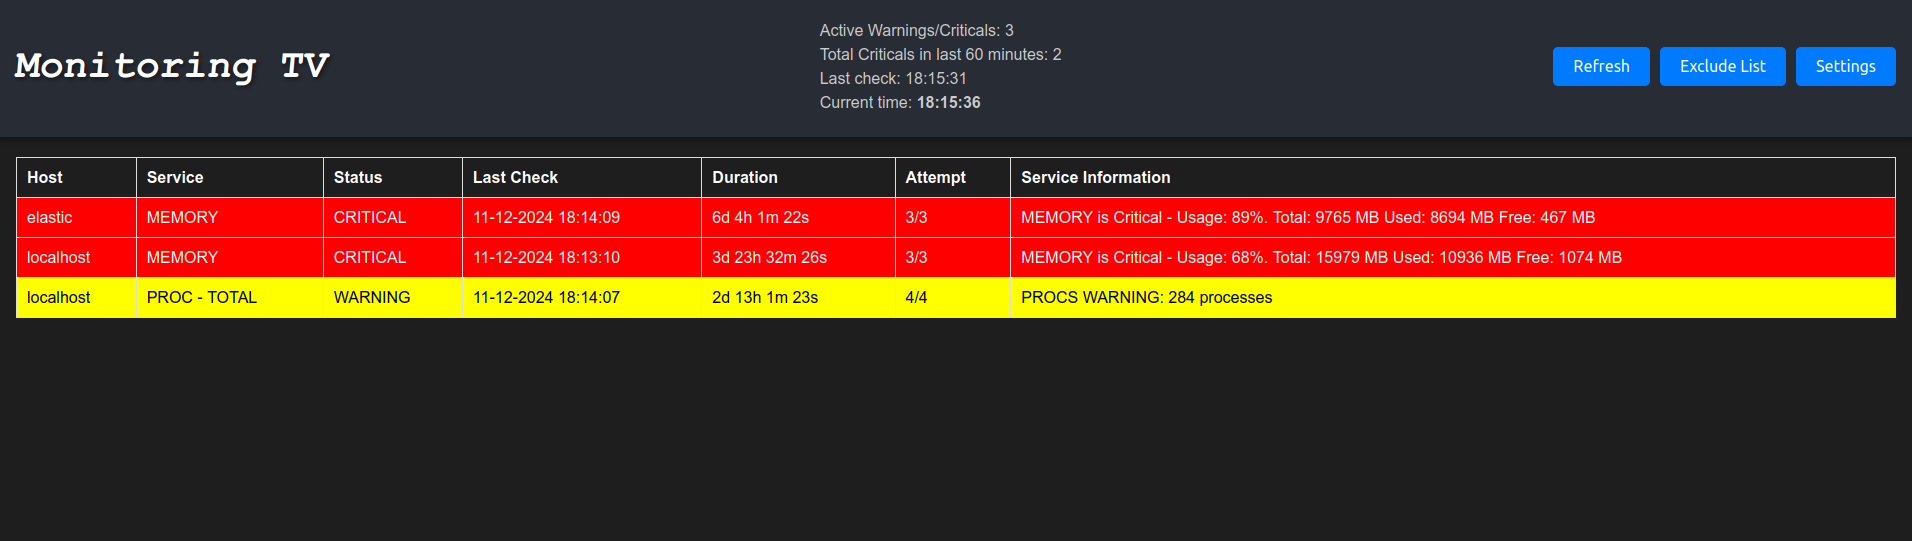 Monitoring TV
Active Warnings/Criticals: 3
Total Criticals in last 60 minutes: 2
Last check: 18:15:31
Current time: 18:15:36
Refresh Exclude List Settings
Host Service Status Last Check Duration Attempt Service Information
elastic MEMORY CRITICAL 11-12-2024 18:14:09 6d 4h 1m 22s 3/3 MEMORY is Critical - Usage: 89%. Total: 9765 MB Used: 8694 MB Free: 467 MB
localhost MEMORY CRITICAL 11-12-2024 18:13:10 3d 23h 32m 26s 3/3 MEMORY is Critical - Usage: 68%. Total: 15979 MB Used: 10936 MB Free: 1074 MB
localhost PROC - TOTAL WARNING 11-12-2024 18:14:07 2d 13h 1m 23s 4/4 PROCS WARNING: 284 processes